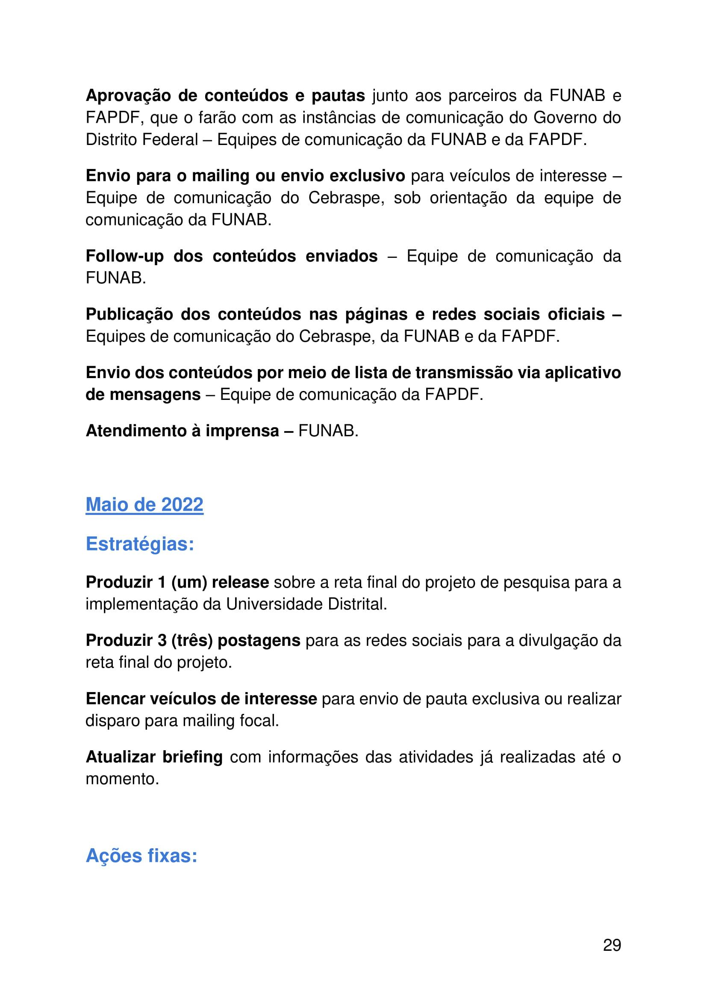 Aprovação de conteúdos e pautas junto aos parceiros da FUNAB e
FAPDF, que o farão com as instâncias de comunicação do Governo do
Distrito Federal – Equipes de comunicação da FUNAB e da FAPDF.
Envio para o mailing ou envio exclusivo para veículos de interesse –
Equipe de comunicação do Cebraspe, sob orientação da equipe de
comunicação da FUNAB.
Follow-up dos conteúdos enviados – Equipe de comunicação da
FUNAB.
Publicação dos conteúdos nas páginas e redes sociais oficiais –
Equipes de comunicação do Cebraspe, da FUNAB e da FAPDF.
Envio dos conteúdos por meio de lista de transmissão via aplicativo
de mensagens – Equipe de comunicação da FAPDF.
Atendimento à imprensa – FUNAB.
Maio de 2022
Estratégias:
Produzir 1 (um) release sobre a reta final do projeto de pesquisa para a
implementação da Universidade Distrital.
Produzir 3 (três) postagens para as redes sociais para a divulgação da
reta final do projeto.
Elencar veículos de interesse para envio de pauta exclusiva ou realizar
disparo para mailing focal.
Atualizar briefing com informações das atividades já realizadas até o
momento.
Ações fixas:
29